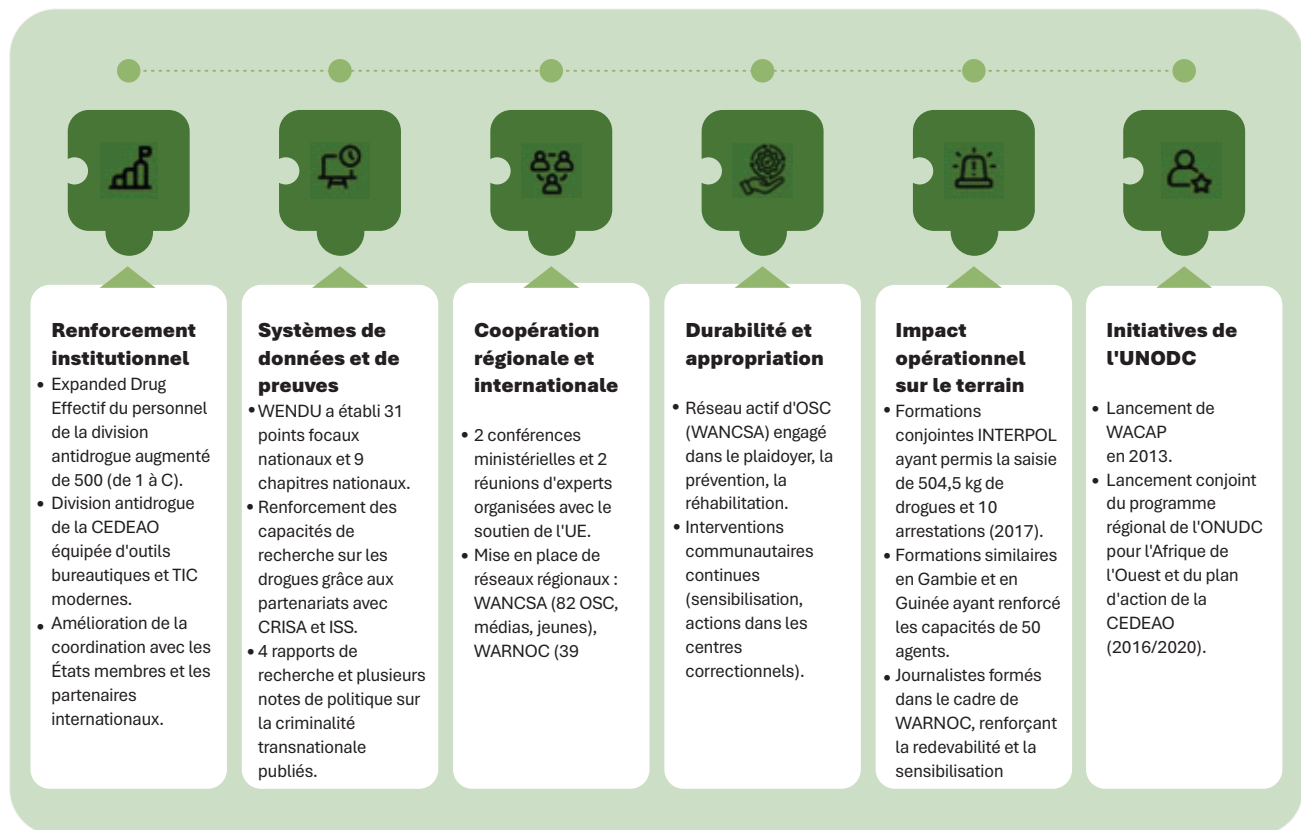 Renforcement
institutionnel
• Expanded Drug
Effectif du personnel
de la division
antidrogue augmenté
de 500 (de 1 à C).
• Division antidrogue
de la CEDEAO
équipée d'outils
bureautiques et TIC
modernes.
• Amélioration de la
coordination avec les
États membres et les
partenaires
internationaux.
Systèmes de
données et de
preuves
• WENDU a établi 31
points focaux
nationaux et 9
chapitres nationaux.
• Renforcement des
capacités de
recherche sur les
drogues grâce aux
partenariats avec
CRISA et ISS.
• 4 rapports de
recherche et plusieurs
notes de politique sur
la criminalité
transnationale
publiés.
Coopération
régionale et
internationale
• 2 conférences
ministérielles et 2
réunions d'experts
organisées avec le
soutien de l'UE.
• Mise en place de
réseaux régionaux :
WANCSA (82 OSC,
médias, jeunes),
WARNOC (39
Durabilité et
appropriation
• Réseau actif d'OSC
(WANCSA) engagé
dans le plaidoyer, la
prévention, la
réhabilitation.
• Interventions
communautaires
continues
(sensibilisation,
actions dans les
centres
correctionnels).
Impact
opérationnel
sur le terrain
• Formations
conjointes INTERPOL
ayant permis la saisie
de 504,5 kg de
drogues et 10
arrestations (2017).
• Formations similaires
en Gambie et en
Guinée ayant renforcé
les capacités de 50
agents.
• Journalistes formés
dans le cadre de
WARNOC, renforçant
la redevabilité et la
sensibilisation
Initiatives de
l'UNODC
• Lancement de
WACAP
en 2013.
• Lancement conjoint
du programme
régional de l'ONUDC
pour l'Afrique de
l'Ouest et du plan
d'action de la
CEDEAO
(2016/2020).